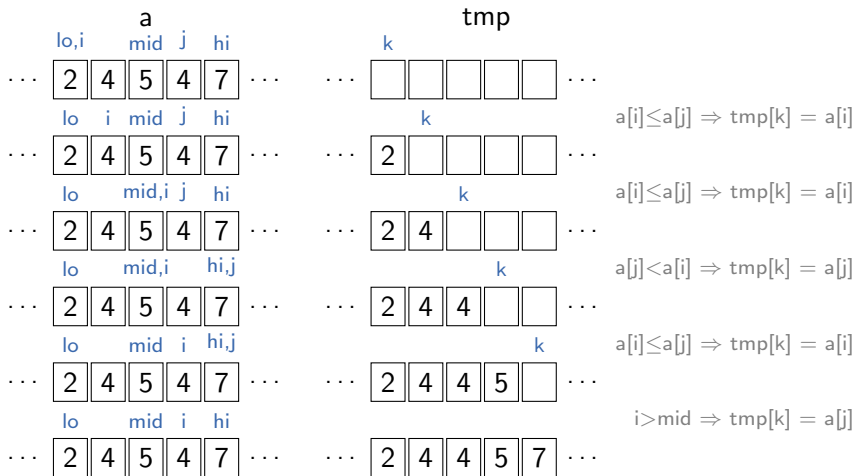 a tmp
lo,i mid j hi k
··· 2 4 5 4 7 ··· ··· ···
lo i mid j hi k a[i]≤a[j] ⇒ tmp[k] = a[i]
··· 2 4 5 4 7 ··· ··· 2 ···
lo mid,i j hi k a[i]≤a[j] ⇒ tmp[k] = a[i]
··· 2 4 5 4 7 ··· ··· 2 4 ···
lo mid,i hi,j k a[j]<a[i] ⇒ tmp[k] = a[j]
··· 2 4 5 4 7 ··· ··· 2 4 4 ···
lo mid i hi,j k a[i]≤a[j] ⇒ tmp[k] = a[i]
··· 2 4 5 4 7 ··· ··· 2 4 4 5 ···
lo mid i hi i>mid ⇒ tmp[k] = a[j]
··· 2 4 5 4 7 ··· ··· 2 4 4 5 7 ···